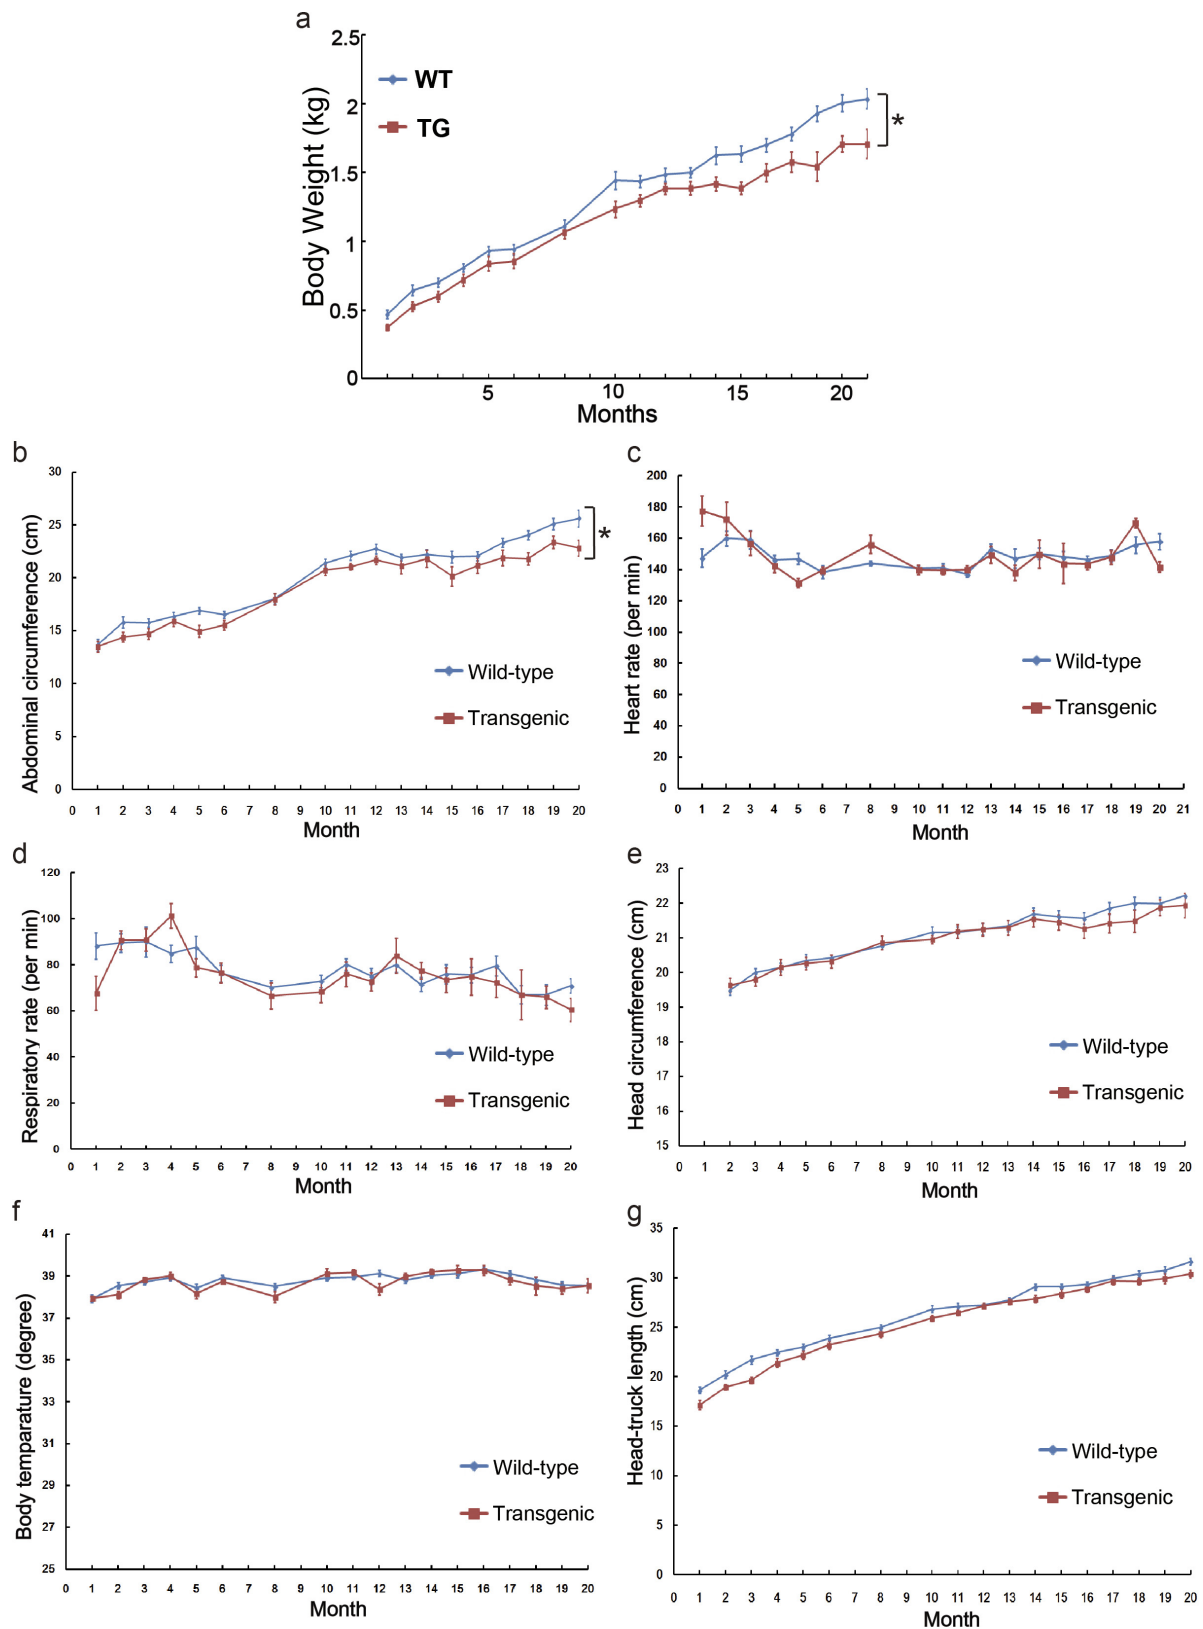 a
2.5
WT
2
TG
*
1.5
1
0.5
0
5 10 15 20
Body Weight (kg)
Months
b
30
25
*
20
15
10
Wild-type
5
Transgenic
0
1 2 3 4 5 6 7 8 9 10 11 12 13 14 15 16 17 18 19 20
Abdominal circumference (cm)
Month
c
200
180
160
140
120
100
80
Wild-type
60
Transgenic
40
20
0
0 1 2 3 4 5 6 7 8 9 10 11 12 13 14 15 16 17 18 19 20 21
Heart rate (per min)
Month
d
120
100
80
60
40
Wild-type
20
Transgenic
0
0 1 2 3 4 5 6 7 8 9 10 11 12 13 14 15 16 17 18 19 20
Respiratory rate (per min)
Month
e
23
22
21
20
19
18
Wild-type
17
Transgenic
16
15
0 1 2 3 4 5 6 7 8 9 10 11 12 13 14 15 16 17 18 19 20
Head circumference (cm)
Month
f
41
39
37
35
33
31
Wild-type
29
Transgenic
27
25
0 1 2 3 4 5 6 7 8 9 10 11 12 13 14 15 16 17 18 19 20
Body temparature (degree)
Month
g
35
30
25
20
15
Wild-type
10
Transgenic
5
0
0 1 2 3 4 5 6 7 8 9 10 11 12 13 14 15 16 17 18 19 20
Head-truck length (cm)
Month